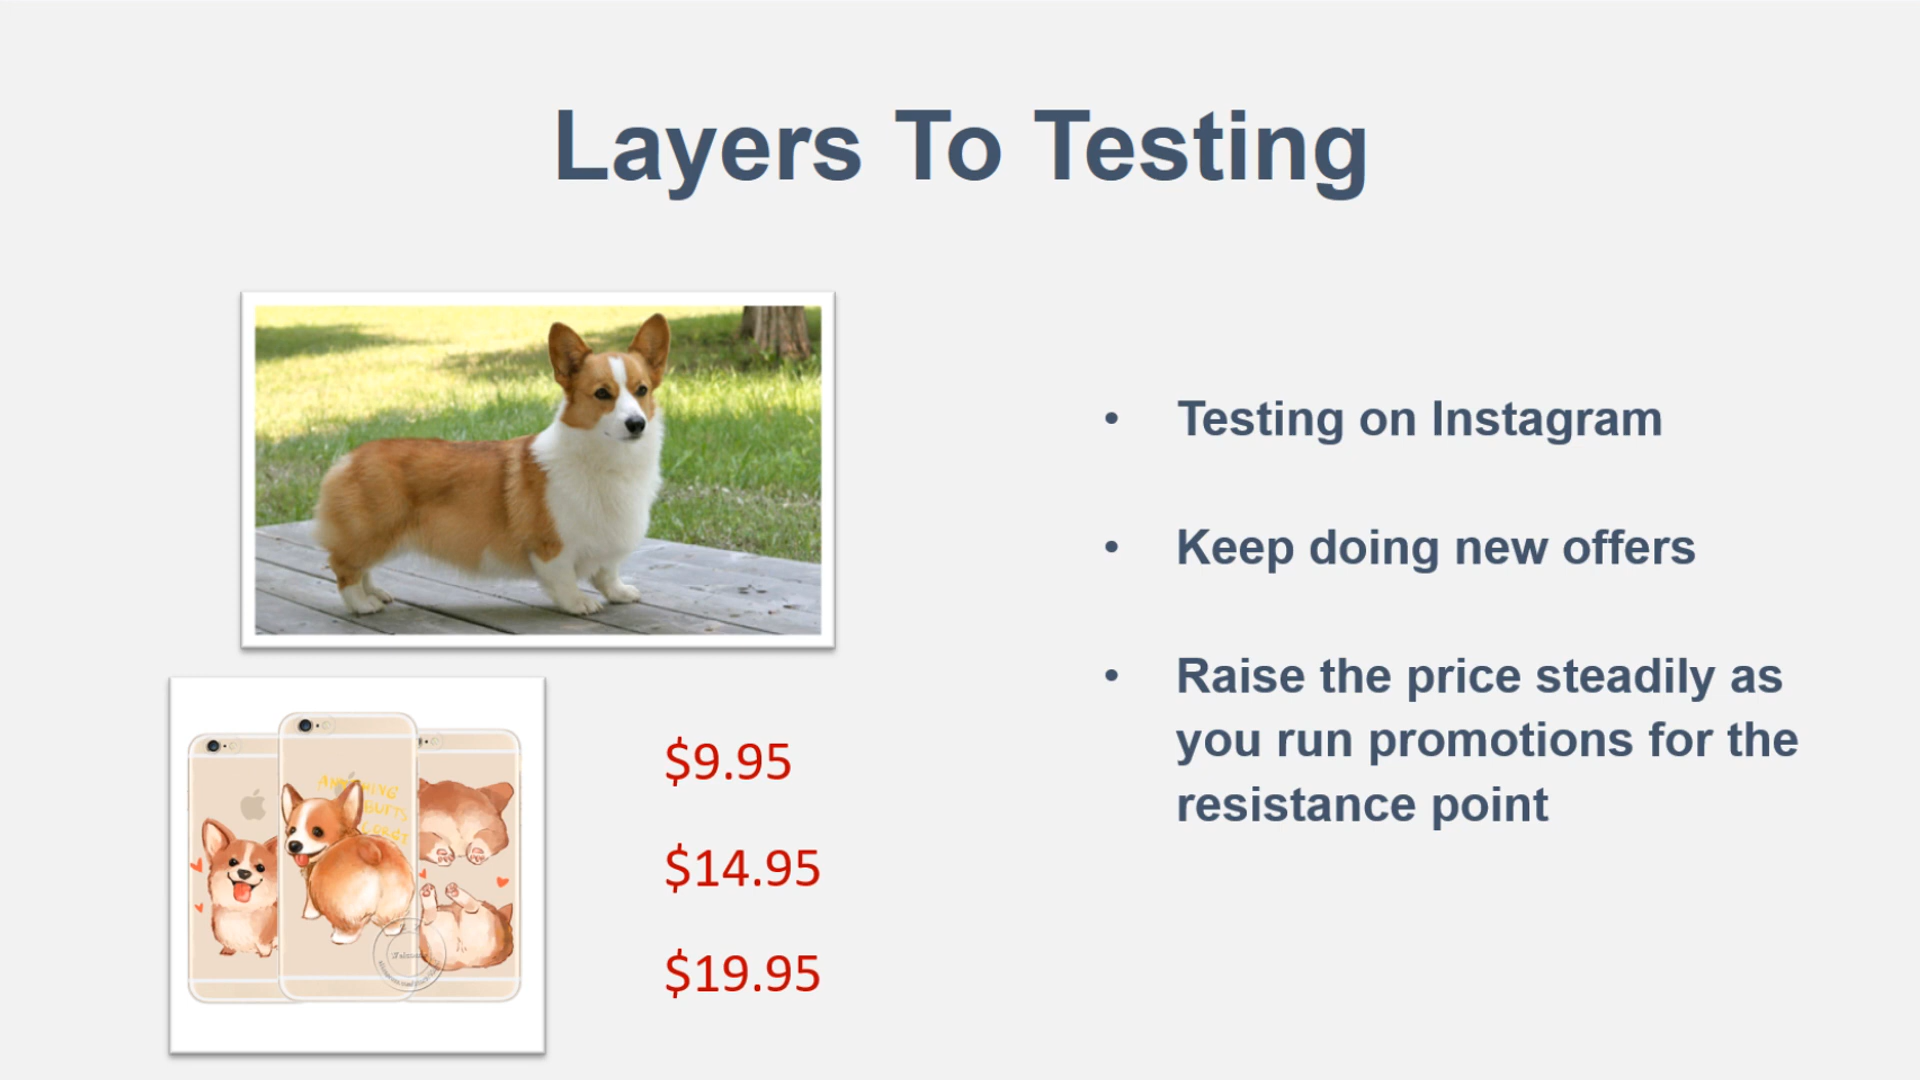 Layers To Testing
• Testing on Instagram
• Keep doing new offers
• Raise the price steadily as
you run promotions for the
resistance point
$9.95
$14.95
$19.95